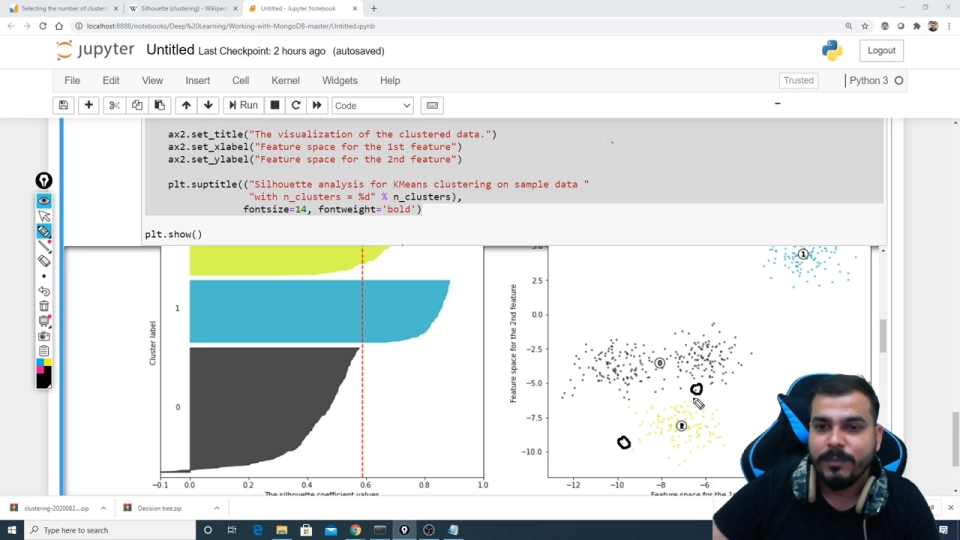 Selecting the number of clusters
Silhouette (clustering) - Wikipedi
Untitled - Jupyter Notebook
localhost:8888/notebooks/Deep%20Learning/Working-with-MongoDB-master/Untitled.ipynb
jupyter Untitled Last Checkpoint: 2 hours ago (autosaved)
Logout
File Edit View Insert Cell Kernel Widgets Help
Trusted Python 3
Run Code
ax2.set_title("The visualization of the clustered data.")
ax2.set_xlabel("Feature space for the 1st feature")
ax2.set_ylabel("Feature space for the 2nd feature")
plt.suptitle(("Silhouette analysis for KMeans clustering on sample data "
"with n_clusters = %d" % n_clusters),
fontsize=14, fontweight='bold')
plt.show()
Cluster label
1
0
−0.1 0.0 0.2 0.4 0.6 0.8 1.0
The silhouette coefficient values
Feature space for the 2nd feature
5.0
2.5
0.0
−2.5
−5.0
−7.5
−10.0
1
0
2
−12 −10 −8 −6
Feature space for the 1s
clustering-2020082....zip
Decision tree.zip
Type here to search